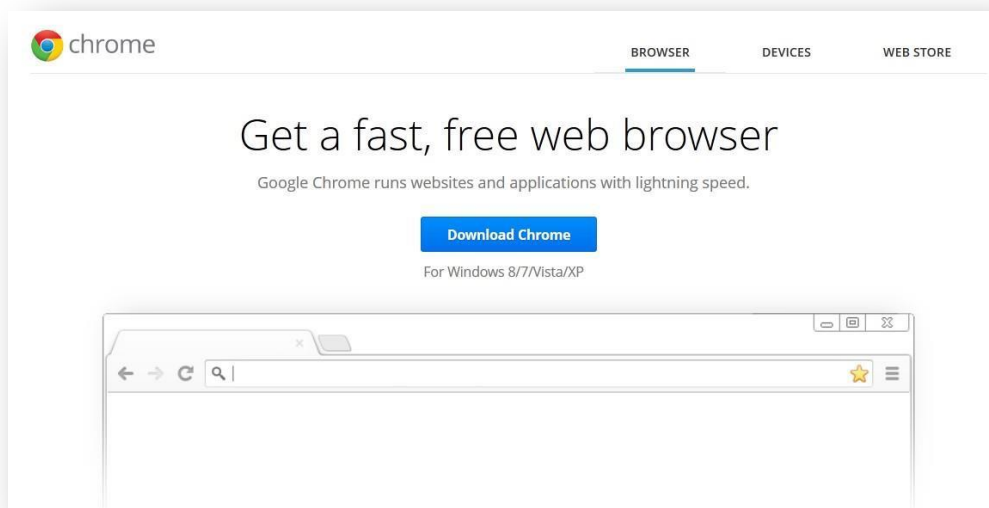 chrome
BROWSER DEVICES WEB STORE
Get a fast, free web browser
Google Chrome runs websites and applications with lightning speed.
Download Chrome
For Windows 8/7/Vista/XP